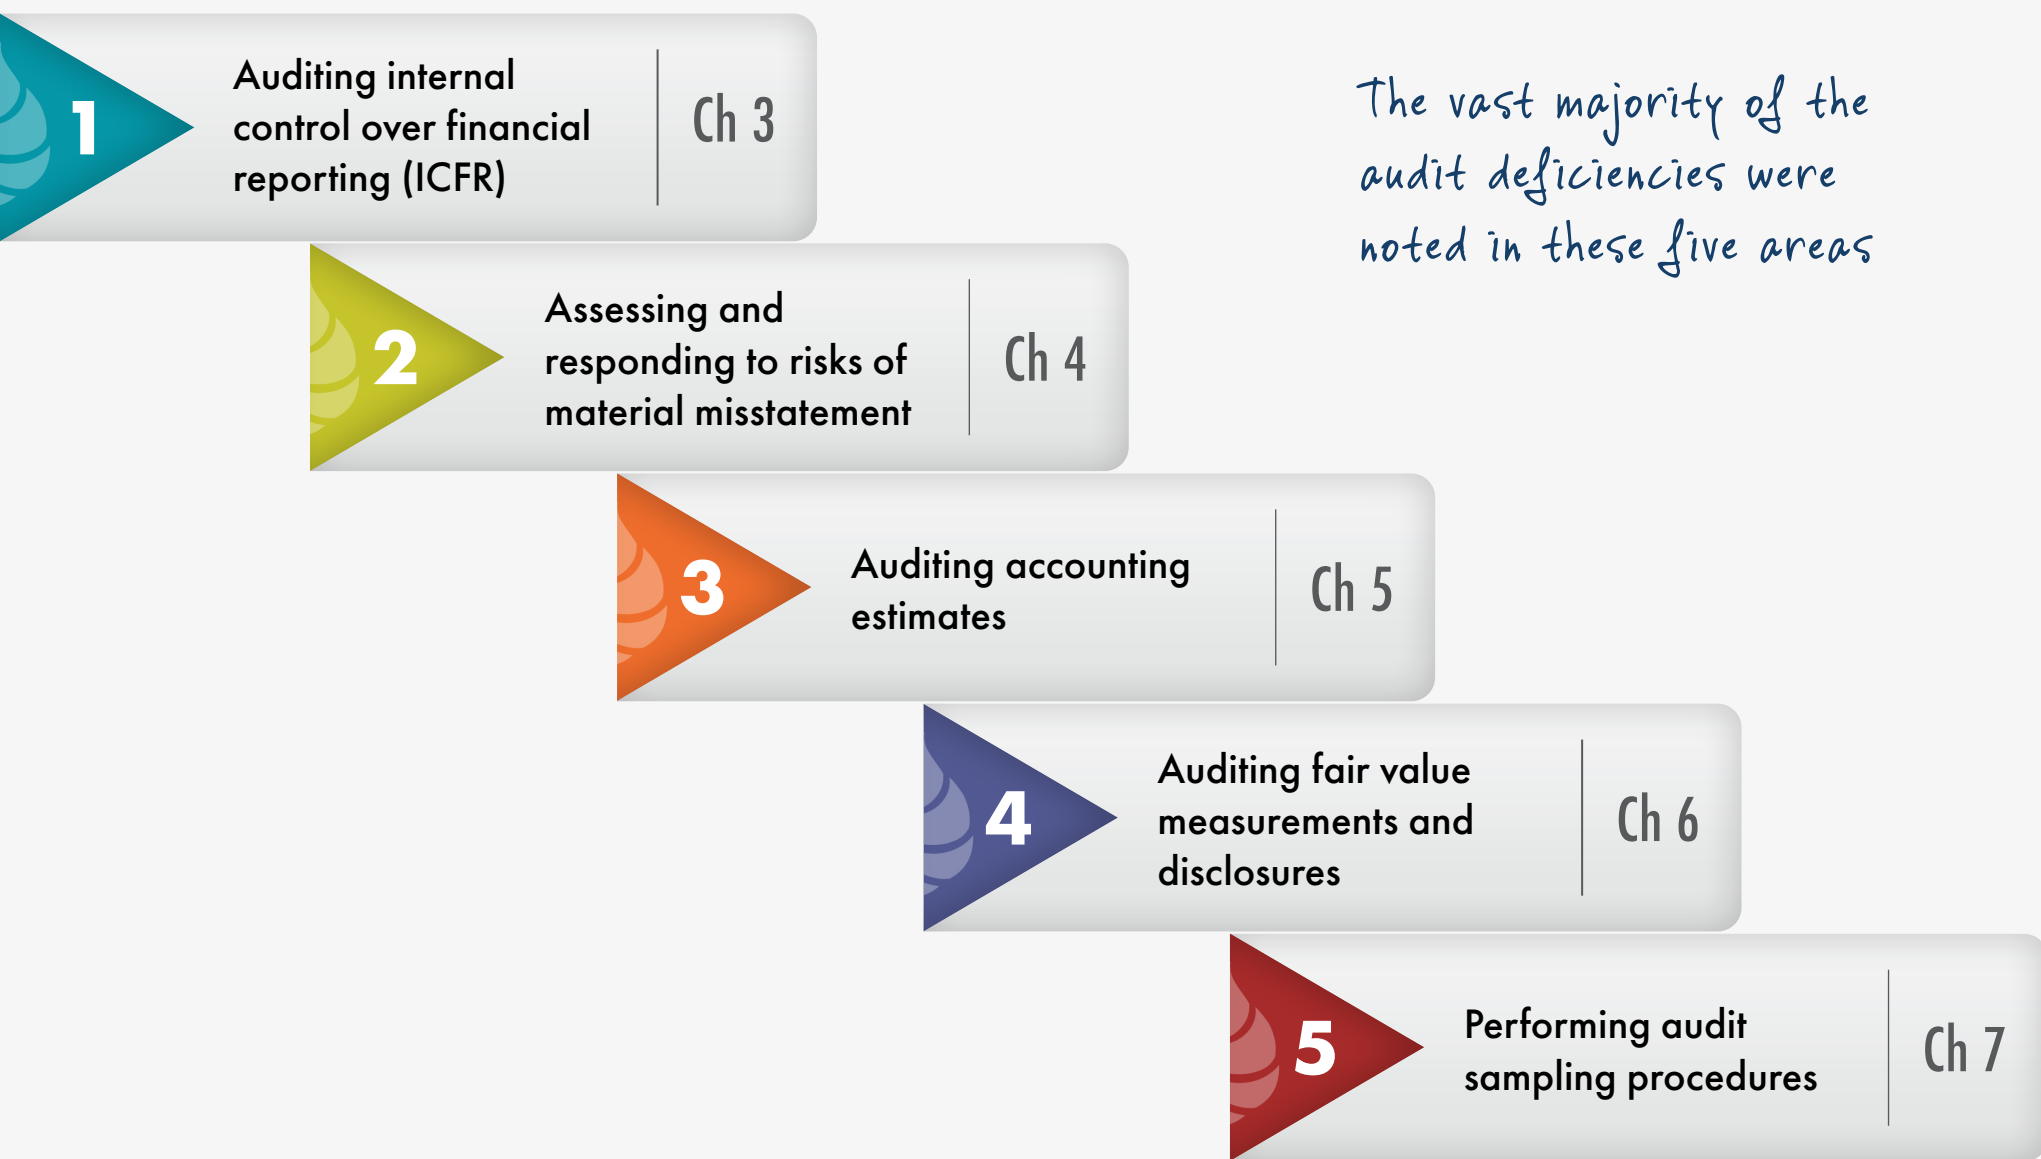 1
Auditing internal
control over financial
reporting (ICFR)
Ch 3
The vast majority of the
audit deficiencies were
noted in these five areas
2
Assessing and
responding to risks of
material misstatement
Ch 4
3
Auditing accounting
estimates
Ch 5
4
Auditing fair value
measurements and
disclosures
Ch 6
5
Performing audit
sampling procedures
Ch 7